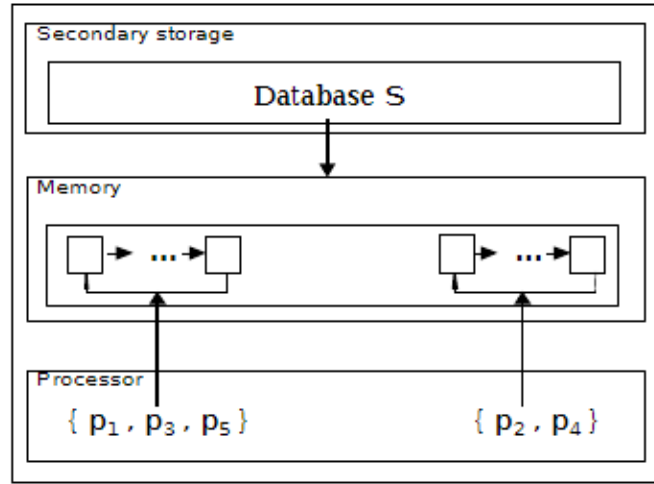 Secondary storage
Database S
Memory
... ...
Processor
{ p₁ , p₃ , p₅ } { p₂ , p₄ }